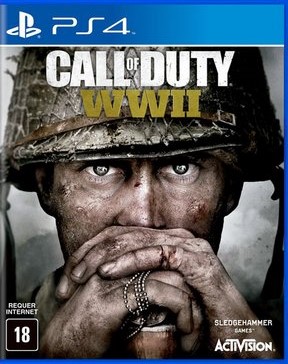 PS4
CALL OF DUTY
WWII
REQUER
INTERNET
18
SLEDGEHAMMER
GAMES
ACTIVISION